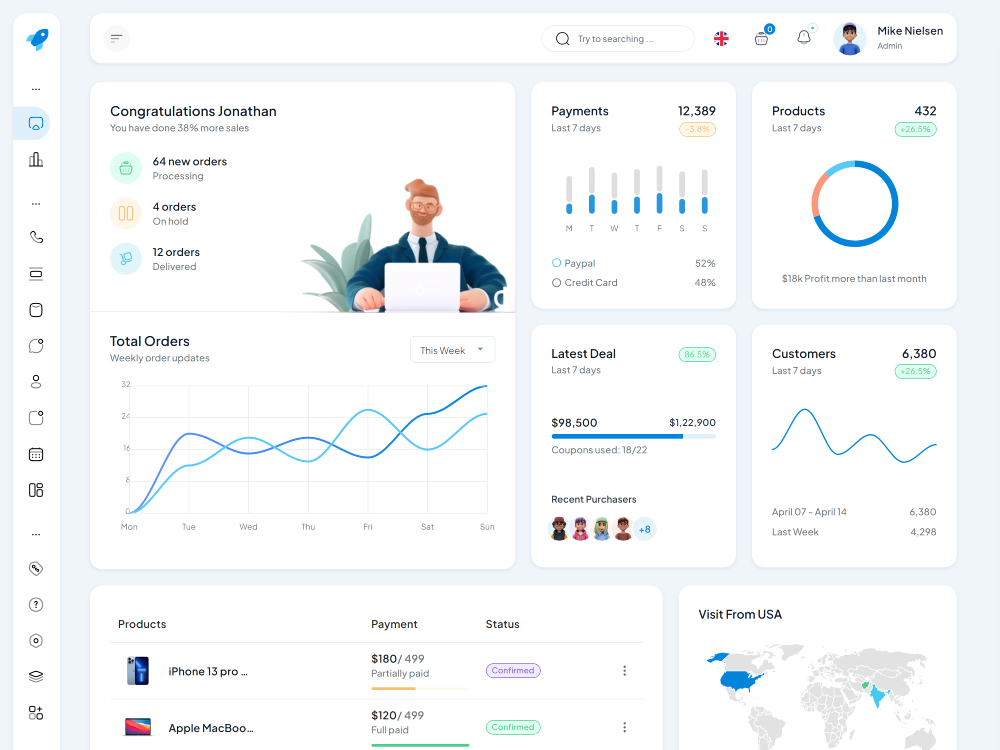 Try to searching ...
0
Mike Nielsen
Admin
Congratulations Jonathan
You have done 38% more sales
64 new orders
Processing
4 orders
On hold
12 orders
Delivered
Payments
12,389
Last 7 days
-3.8%
M T W T F S S
Paypal 52%
Credit Card 48%
Products
432
Last 7 days
+26.5%
$18k Profit more than last month
Total Orders
Weekly order updates
This Week
32
24
16
8
0
Mon Tue Wed Thu Fri Sat Sun
Latest Deal
86.5%
Last 7 days
$98,500 $1,22,900
Coupons used: 18/22
Recent Purchasers
+8
Customers
6,380
Last 7 days
+26.5%
April 07 - April 14 6,380
Last Week 4,298
Products Payment Status
iPhone 13 pro ...
$180/ 499
Partially paid
Confirmed
Apple MacBoo...
$120/ 499
Full paid
Confirmed
Visit From USA